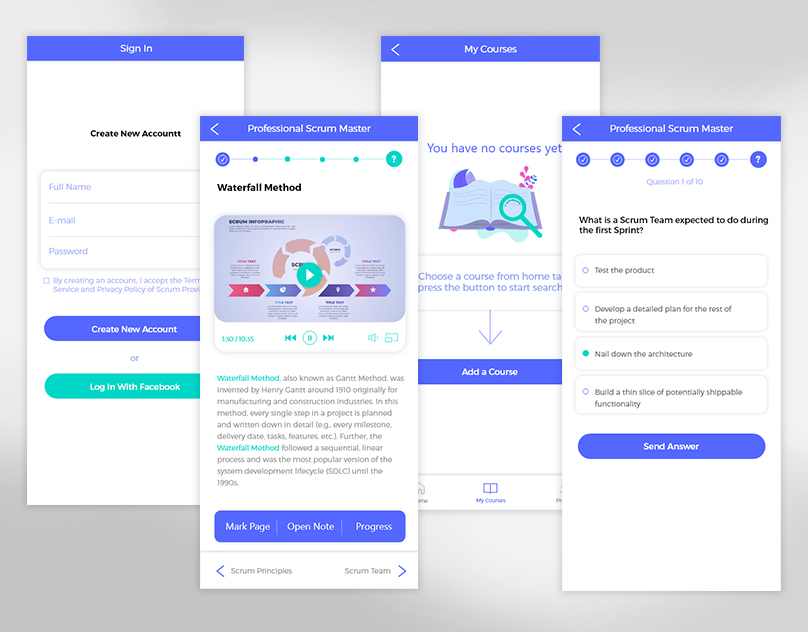 Sign In
Create New Accountt
Full Name
E-mail
Password
By creating an account, I accept the
Service and Privacy Policy of Scrum
Create New Account
or
Log In With Facebook
Professional Scrum Master
?
Waterfall Method
SCRUM INFOGRAPHIC
TITLE TEXT
TITLE TEXT
TITLE TEXT
TITLE TEXT
1:30 / 10:35
Waterfall Method, also known as Gantt Method, was
invented by Henry Gantt around 1910 originally for
manufacturing and construction industries. In this
method, every single step in a project is planned
and written down in detail (e.g., every milestone,
delivery date, tasks, features, etc.). Further, the
Waterfall Method followed a sequential, linear
process and was the most popular version of the
system development lifecycle (SDLC) until the
1990s.
Mark Page
Open Note
Progress
Scrum Principles
Scrum Team
My Courses
You have no courses yet
Choose a course from home
press the button to start
Add a Course
My Courses
Professional Scrum Master
?
Question 1 of 10
What is a Scrum Team expected to do during
the first Sprint?
Test the product
Develop a detailed plan for the rest of
the project
Nail down the architecture
Build a thin slice of potentially shippable
functionality
Send Answer